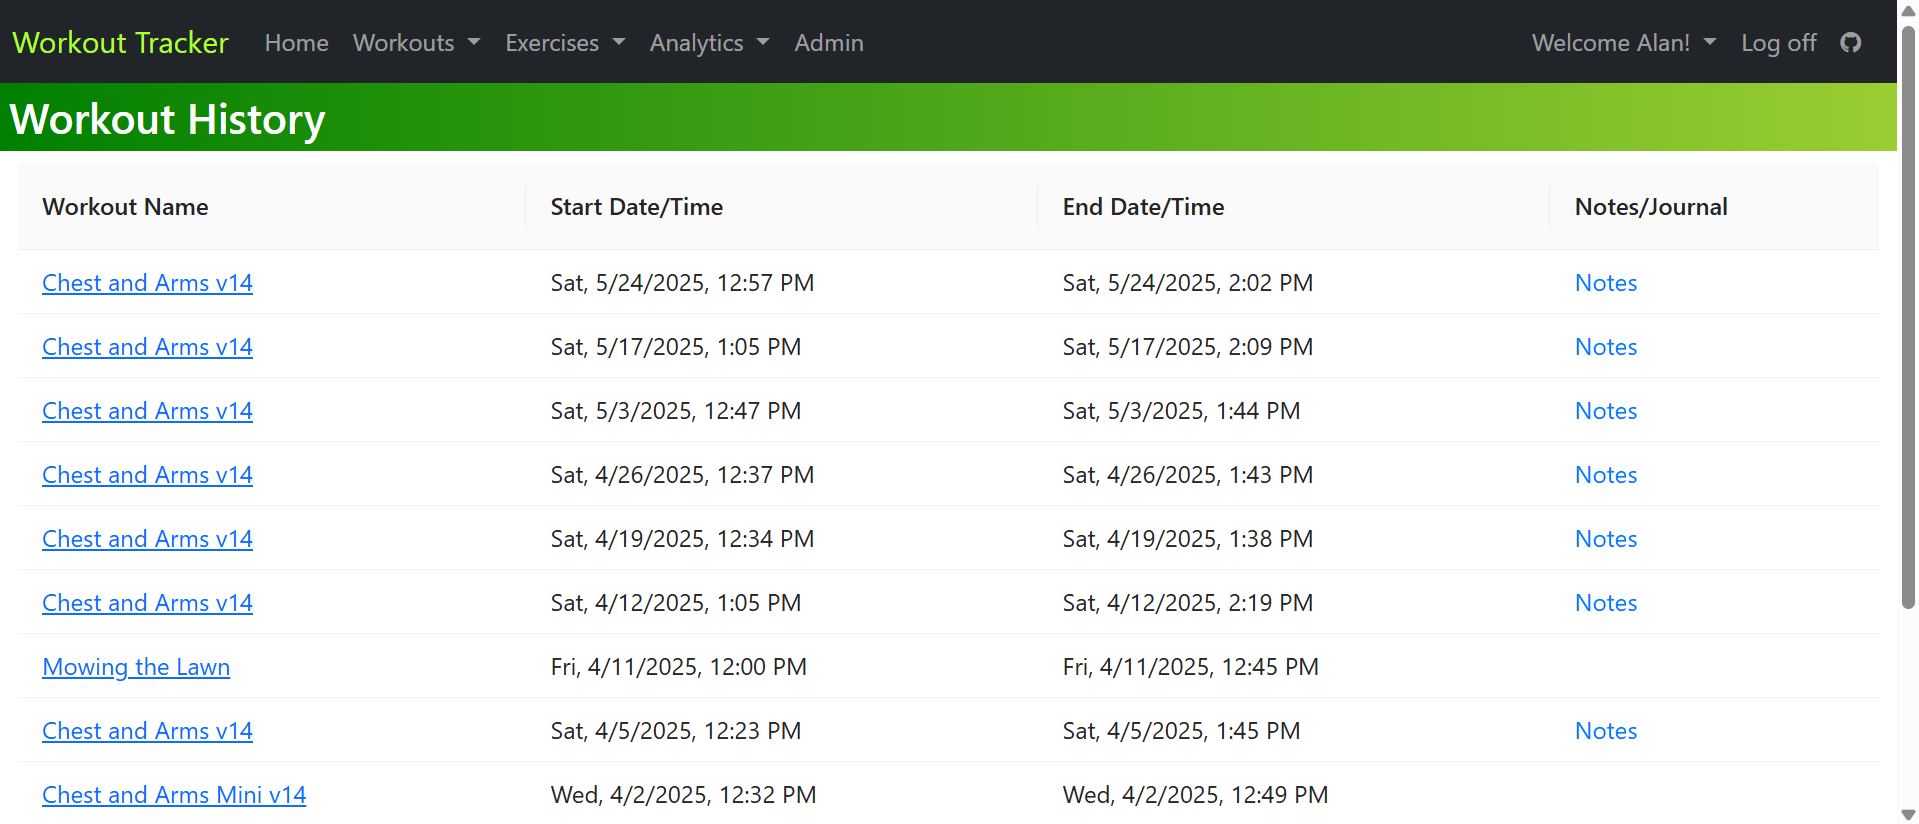 Workout Tracker Home Workouts Exercises Analytics Admin Welcome Alan! Log off
Workout History
Workout Name Start Date/Time End Date/Time Notes/Journal
Chest and Arms v14 Sat, 5/24/2025, 12:57 PM Sat, 5/24/2025, 2:02 PM Notes
Chest and Arms v14 Sat, 5/17/2025, 1:05 PM Sat, 5/17/2025, 2:09 PM Notes
Chest and Arms v14 Sat, 5/3/2025, 12:47 PM Sat, 5/3/2025, 1:44 PM Notes
Chest and Arms v14 Sat, 4/26/2025, 12:37 PM Sat, 4/26/2025, 1:43 PM Notes
Chest and Arms v14 Sat, 4/19/2025, 12:34 PM Sat, 4/19/2025, 1:38 PM Notes
Chest and Arms v14 Sat, 4/12/2025, 1:05 PM Sat, 4/12/2025, 2:19 PM Notes
Mowing the Lawn Fri, 4/11/2025, 12:00 PM Fri, 4/11/2025, 12:45 PM
Chest and Arms v14 Sat, 4/5/2025, 12:23 PM Sat, 4/5/2025, 1:45 PM Notes
Chest and Arms Mini v14 Wed, 4/2/2025, 12:32 PM Wed, 4/2/2025, 12:49 PM